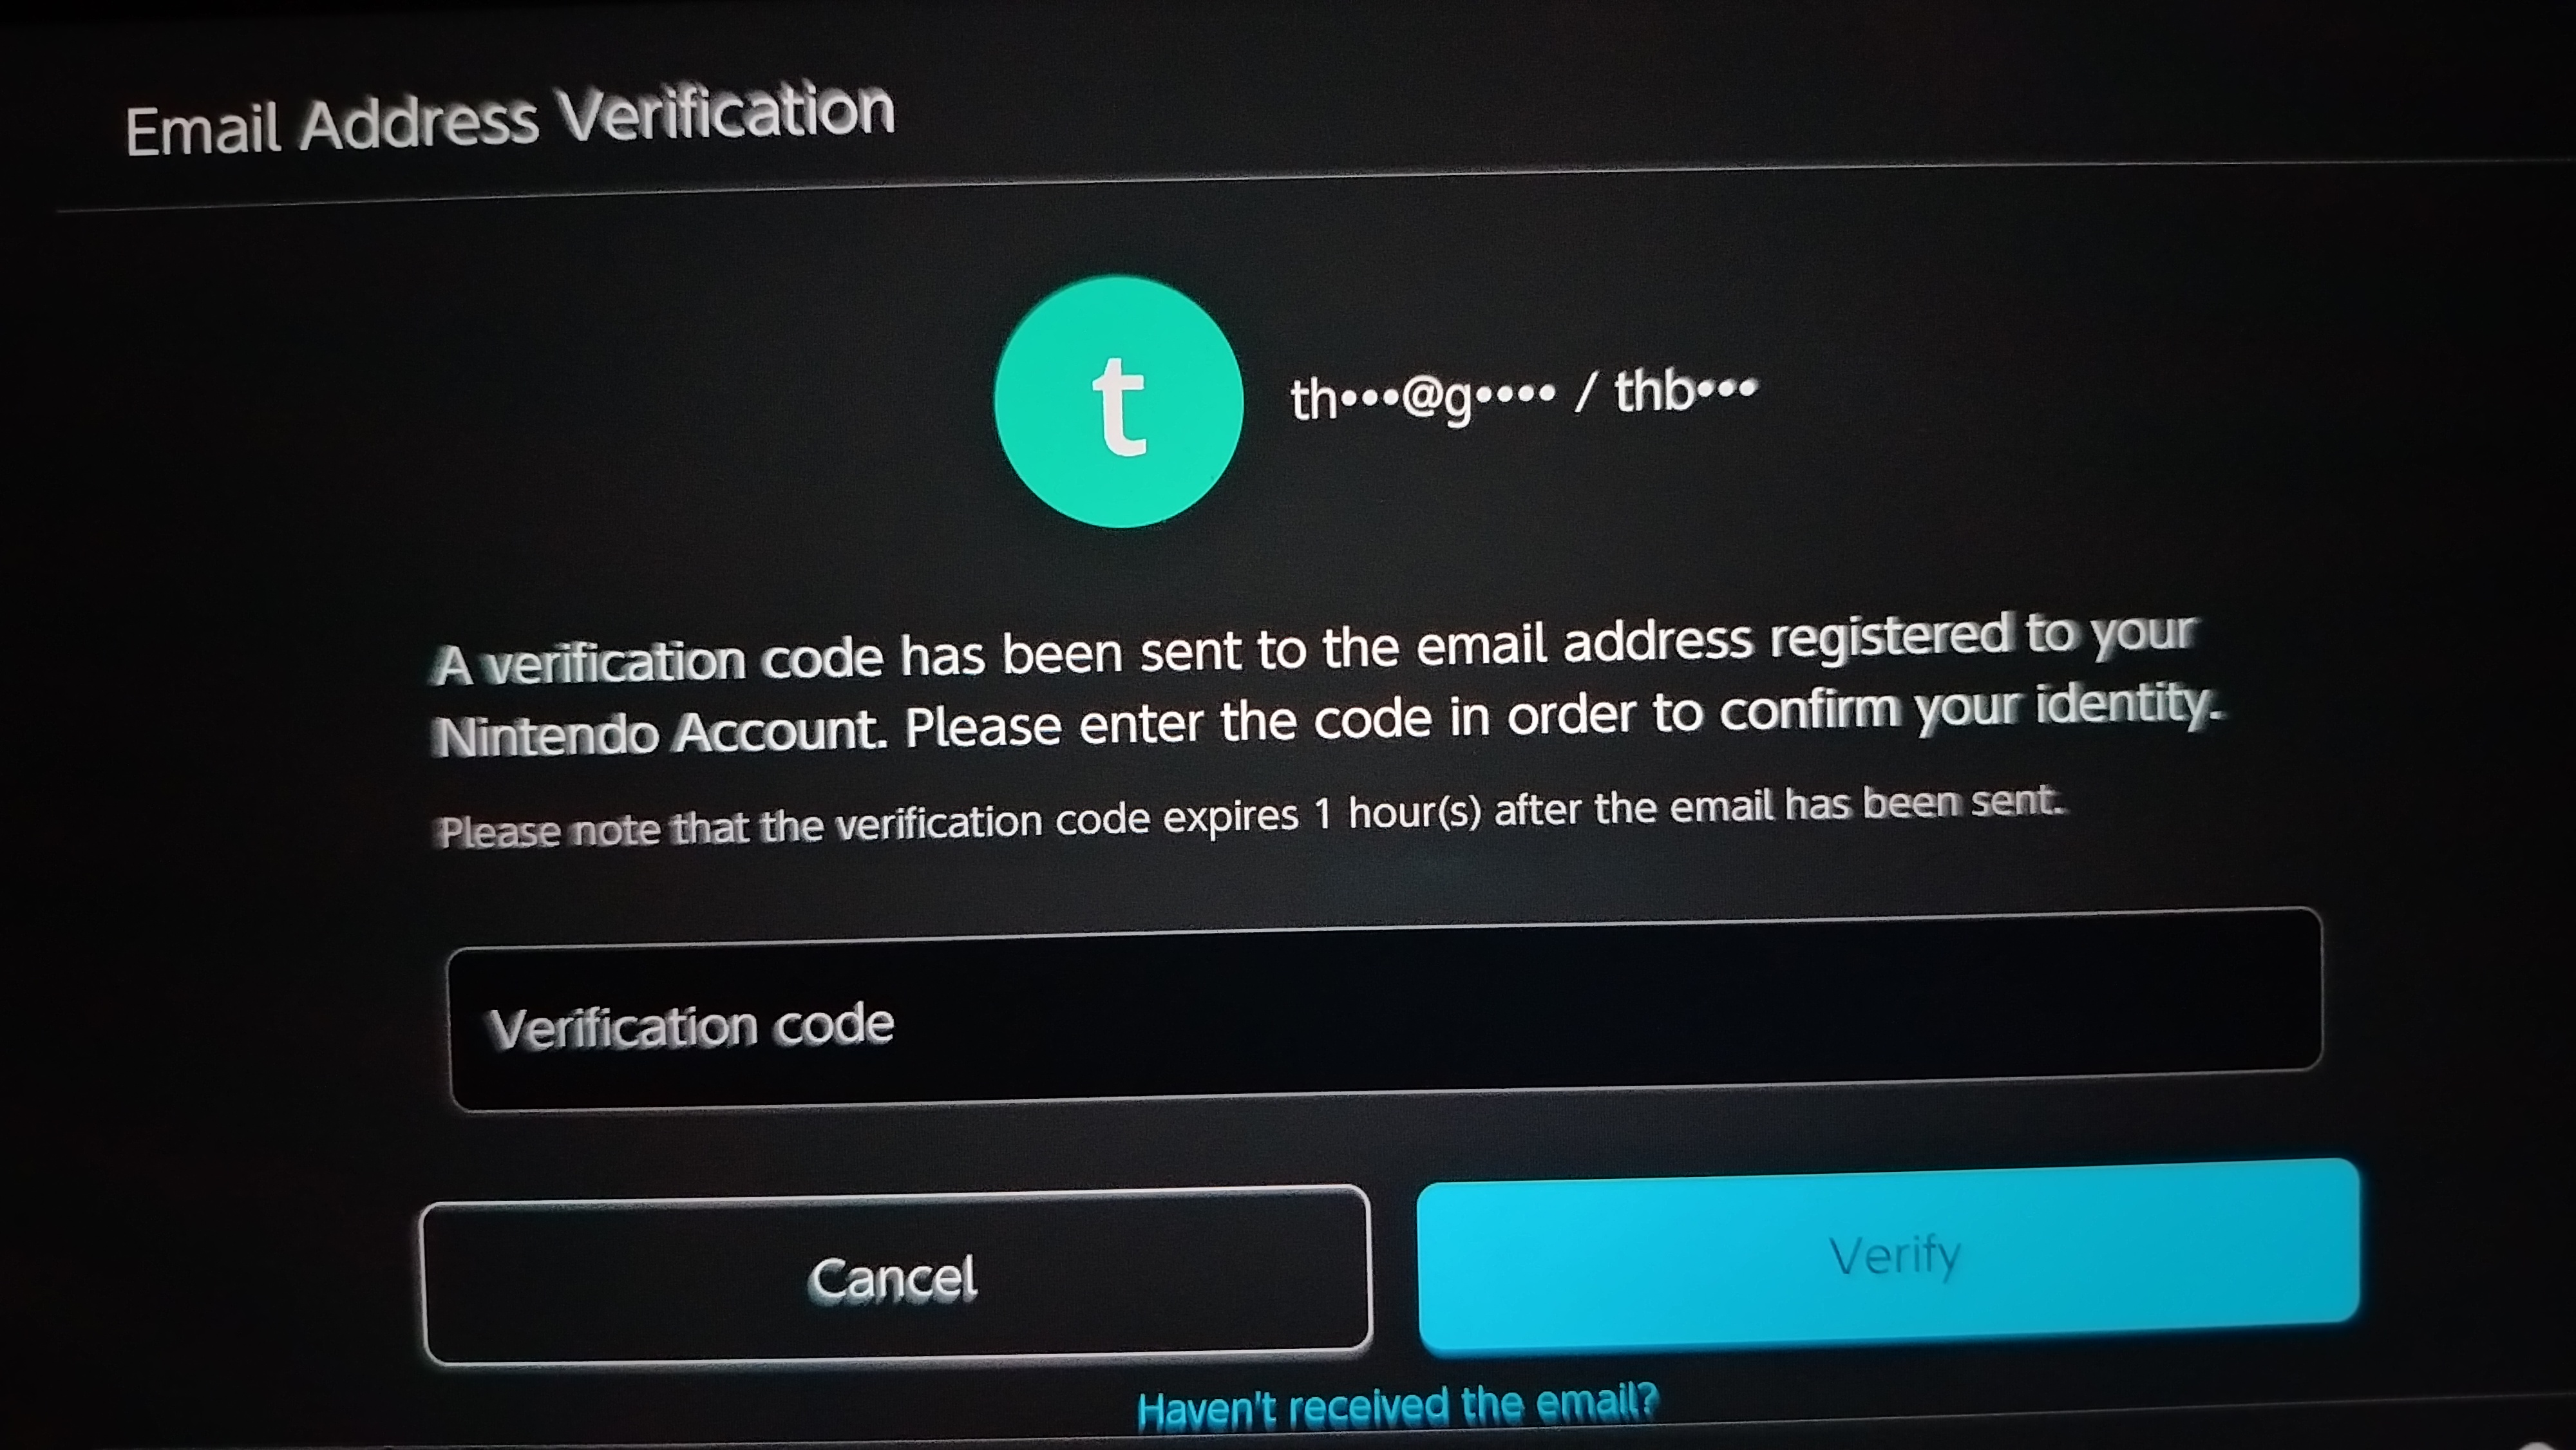 Email Address Verification
t
th•••@g•••• / thb•••
A verification code has been sent to the email address registered to your
Nintendo Account. Please enter the code in order to confirm your identity.
Please note that the verification code expires 1 hour(s) after the email has been sent.
Verification code
Cancel
Verify
Haven't received the email?